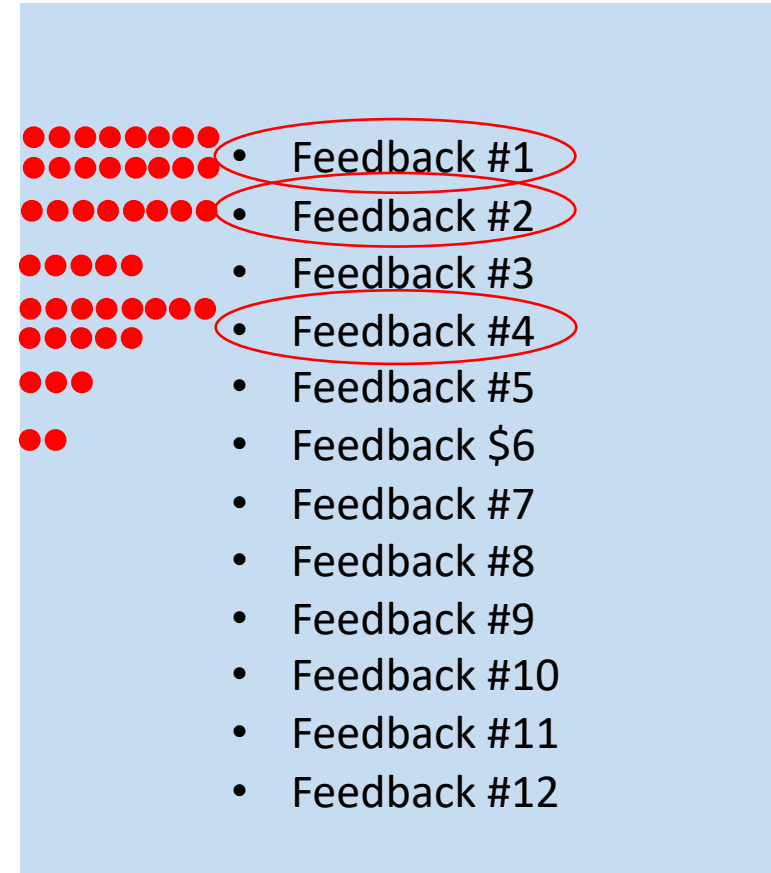 • Feedback #1
• Feedback #2
• Feedback #3
• Feedback #4
• Feedback #5
• Feedback $6
• Feedback #7
• Feedback #8
• Feedback #9
• Feedback #10
• Feedback #11
• Feedback #12